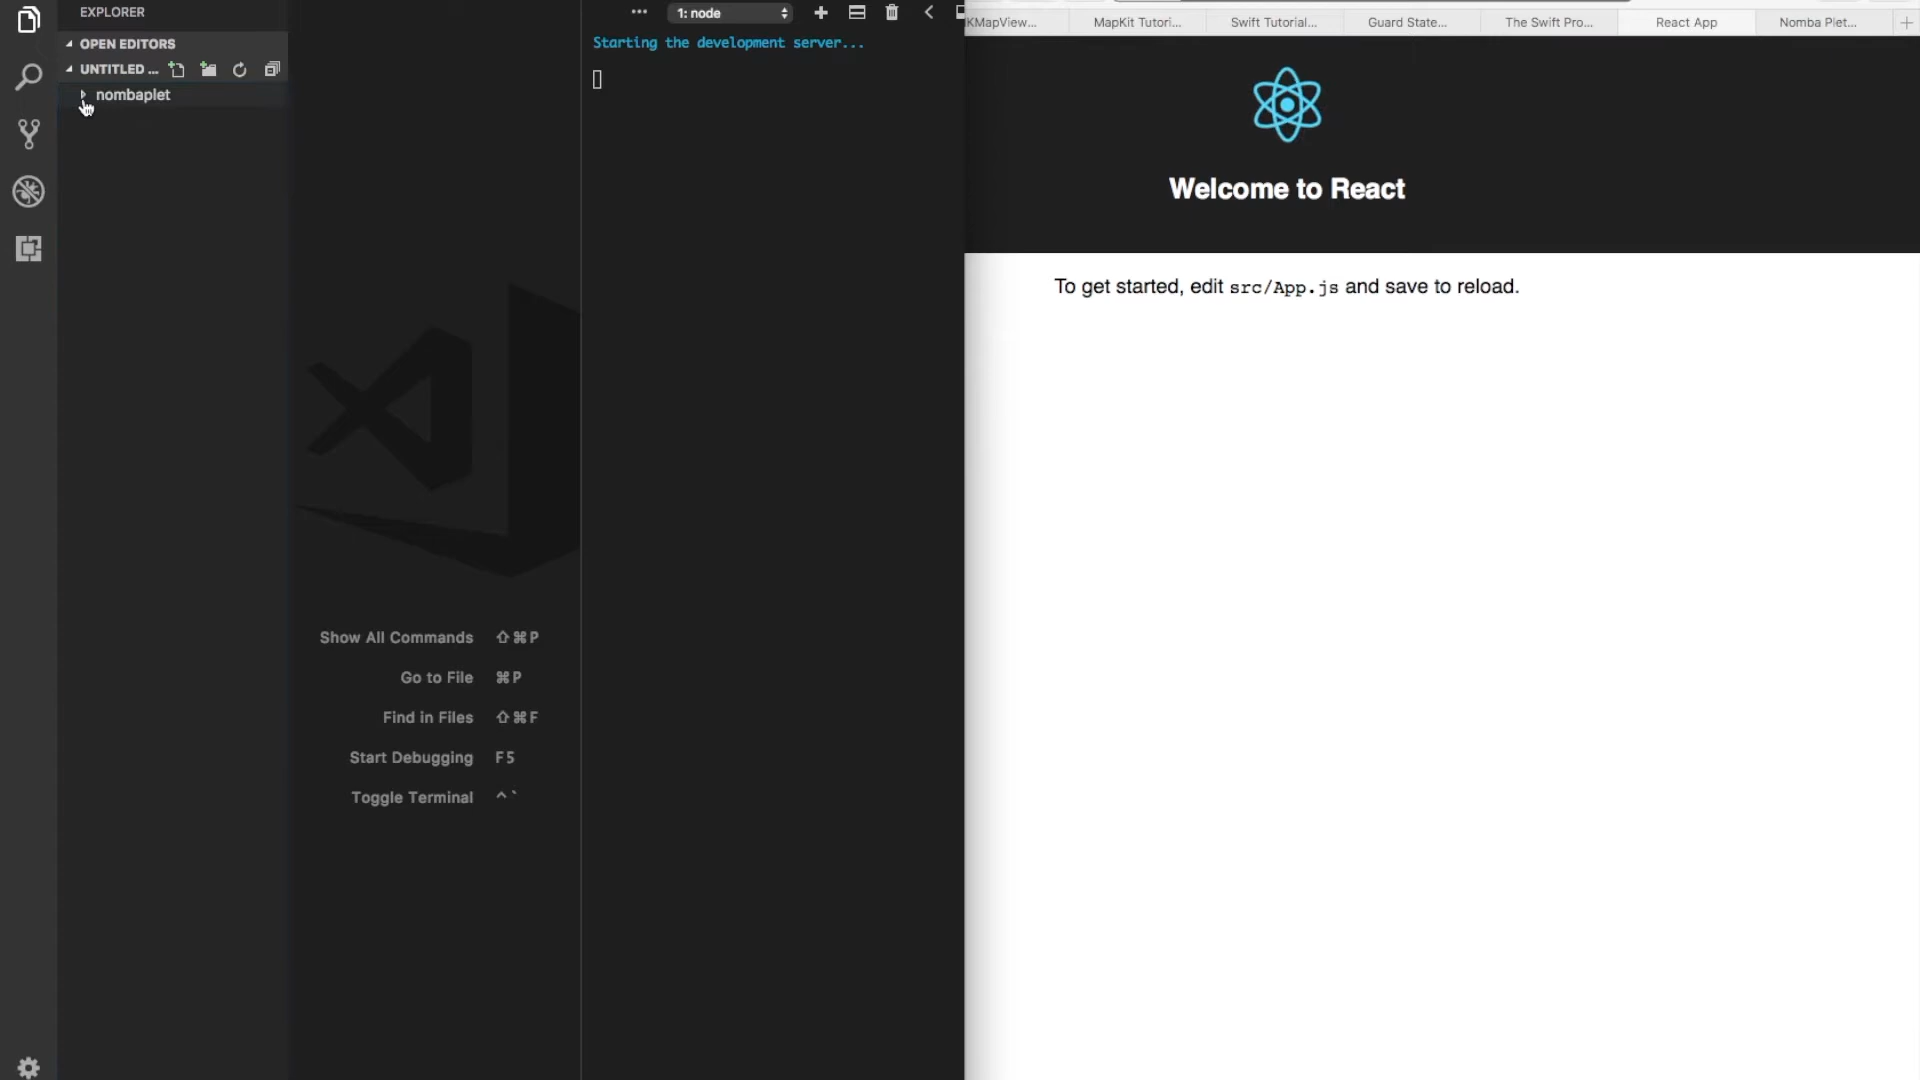 EXPLORER
OPEN EDITORS
UNTITLED ...
nombaplet
Show All Commands ⇧⌘P
Go to File ⌘P
Find in Files ⇧⌘F
Start Debugging F5
Toggle Terminal ^`
1: node
Starting the development server...
KMapView...
MapKit Tutori...
Swift Tutorial...
Guard State...
The Swift Pro...
React App
Nomba Plet...
Welcome to React
To get started, edit src/App.js and save to reload.